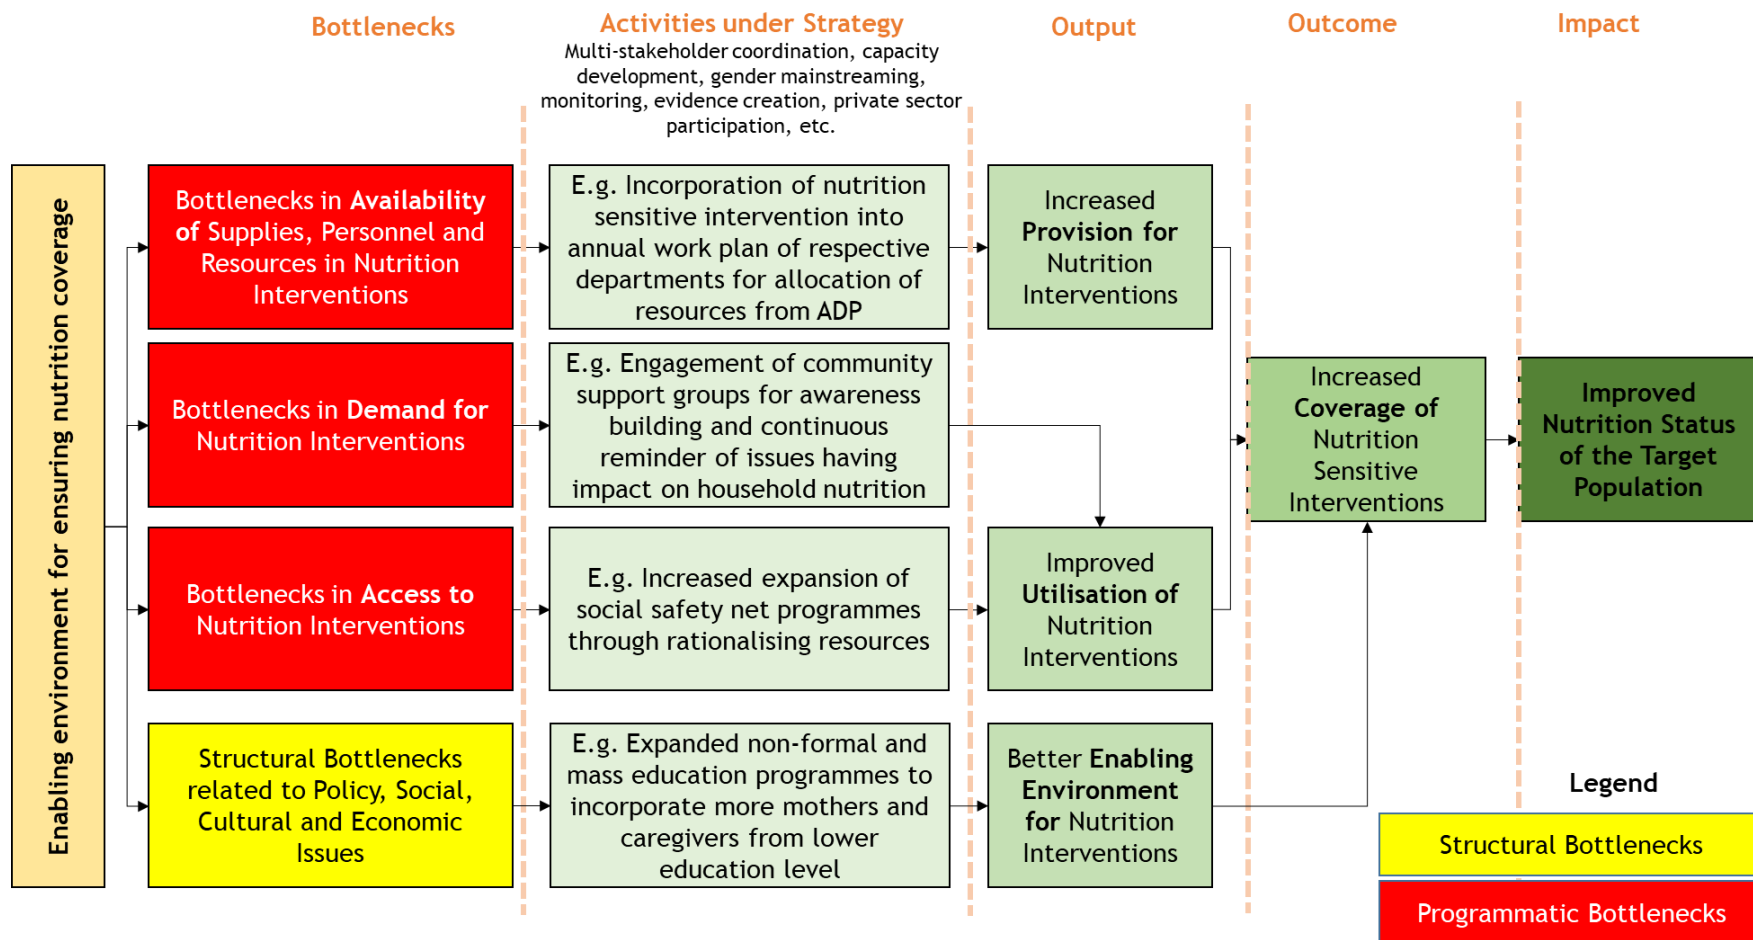 Bottlenecks
Activities under Strategy
Multi-stakeholder coordination, capacity
development, gender mainstreaming,
monitoring, evidence creation, private sector
participation, etc.
Output
Outcome
Impact
Enabling environment for ensuring nutrition coverage
Bottlenecks in Availability
of Supplies, Personnel and
Resources in Nutrition
Interventions
E.g. Incorporation of nutrition
sensitive intervention into
annual work plan of respective
departments for allocation of
resources from ADP
Increased
Provision for
Nutrition
Interventions
Bottlenecks in Demand for
Nutrition Interventions
E.g. Engagement of community
support groups for awareness
building and continuous
reminder of issues having
impact on household nutrition
Increased
Coverage of
Nutrition
Sensitive
Interventions
Improved
Nutrition Status
of the Target
Population
Bottlenecks in Access to
Nutrition Interventions
E.g. Increased expansion of
social safety net programmes
through rationalising resources
Improved
Utilisation of
Nutrition
Interventions
Structural Bottlenecks
related to Policy, Social,
Cultural and Economic
Issues
E.g. Expanded non-formal and
mass education programmes to
incorporate more mothers and
caregivers from lower
education level
Better Enabling
Environment
for Nutrition
Interventions
Legend
Structural Bottlenecks
Programmatic Bottlenecks